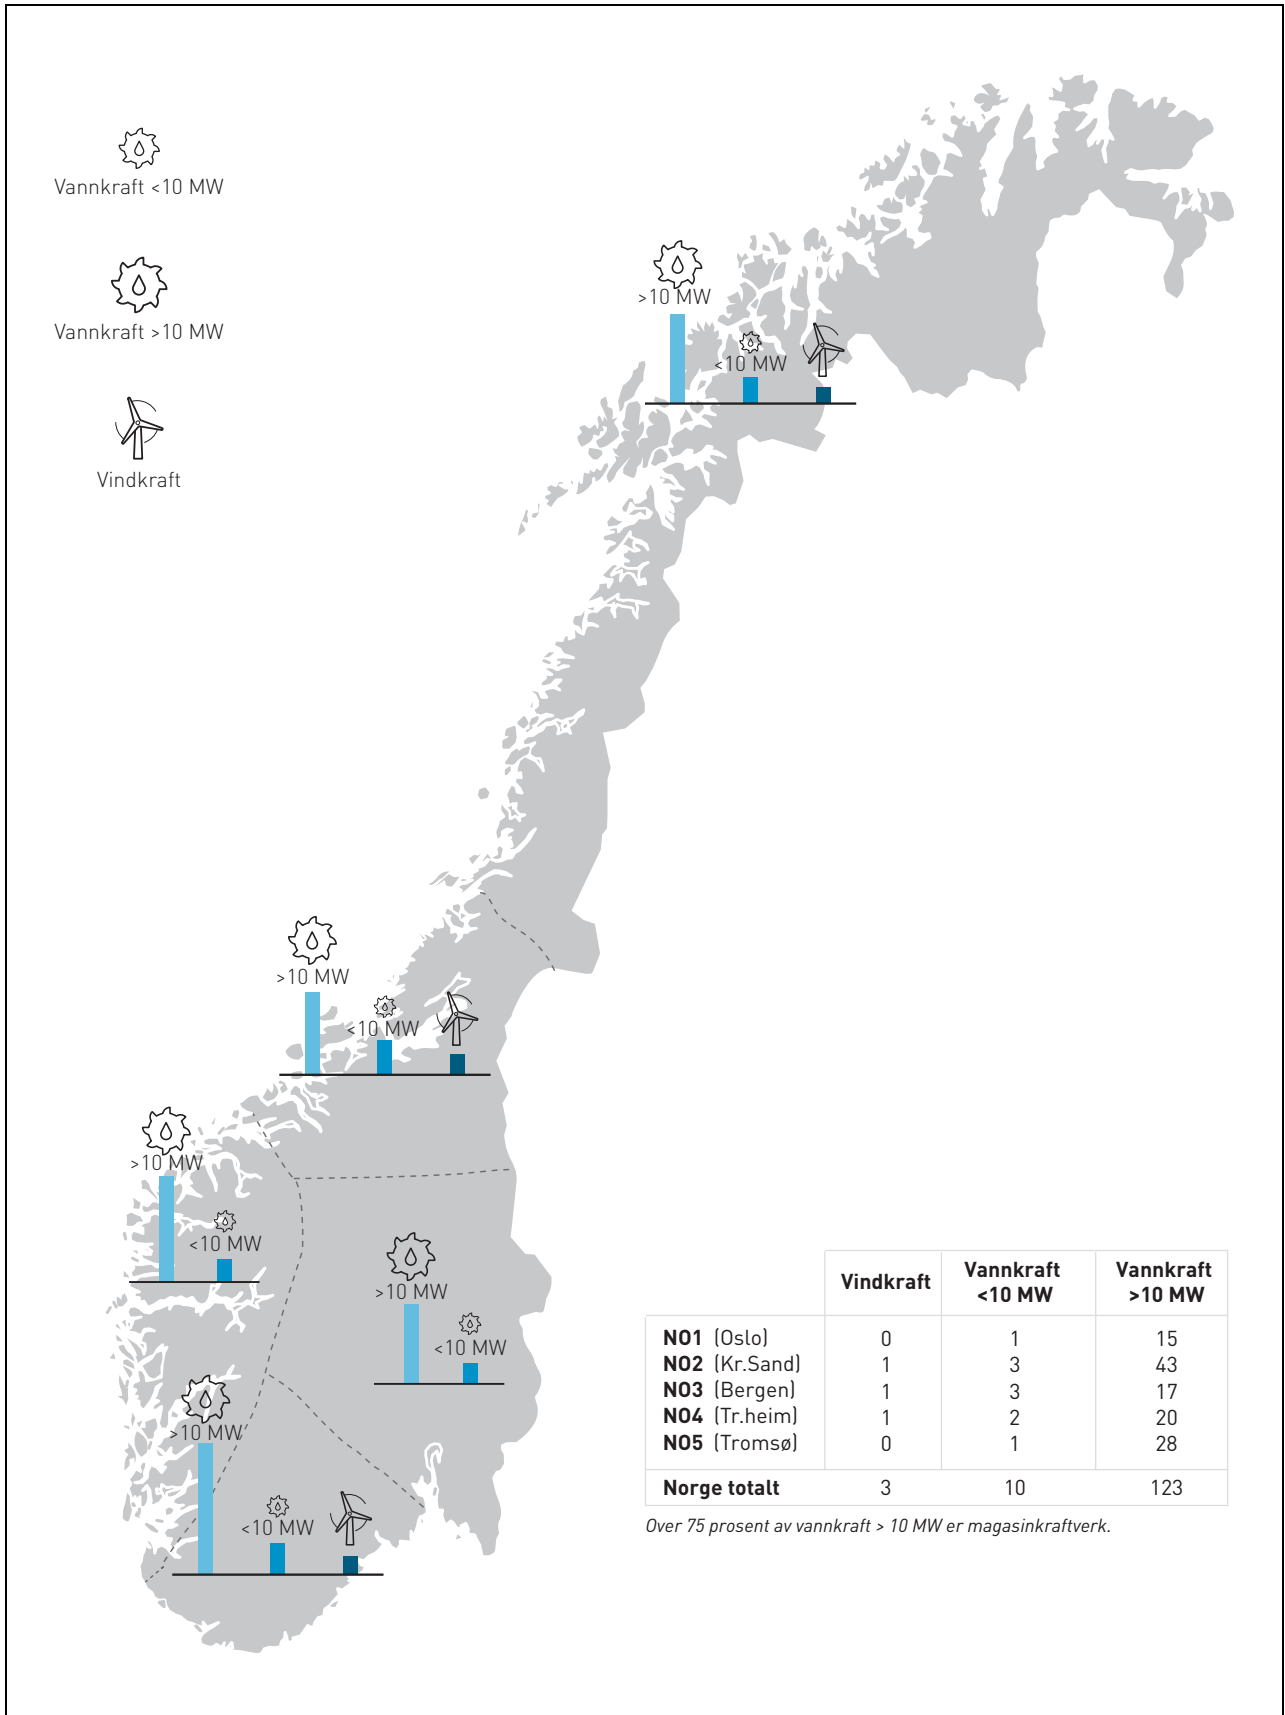 Vannkraft <10 MW
Vannkraft >10 MW
Vindkraft
>10 MW
<10 MW
>10 MW
<10 MW
>10 MW
<10 MW
>10 MW
<10 MW
>10 MW
<10 MW
Vindkraft Vannkraft <10 MW Vannkraft >10 MW
NO1 (Oslo) 0 1 15
NO2 (Kr.Sand) 1 3 43
NO3 (Bergen) 1 3 17
NO4 (Tr.heim) 1 2 20
NO5 (Tromsø) 0 1 28
Norge totalt 3 10 123
Over 75 prosent av vannkraft > 10 MW er magasinkraftverk.